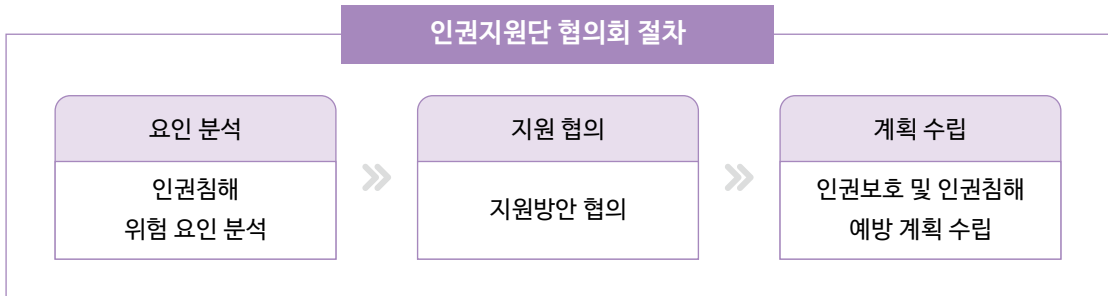 인권지원단 협의회 절차
요인 분석
인권침해
위험 요인 분석
지원 협의
지원방안 협의
계획 수립
인권보호 및 인권침해
예방 계획 수립